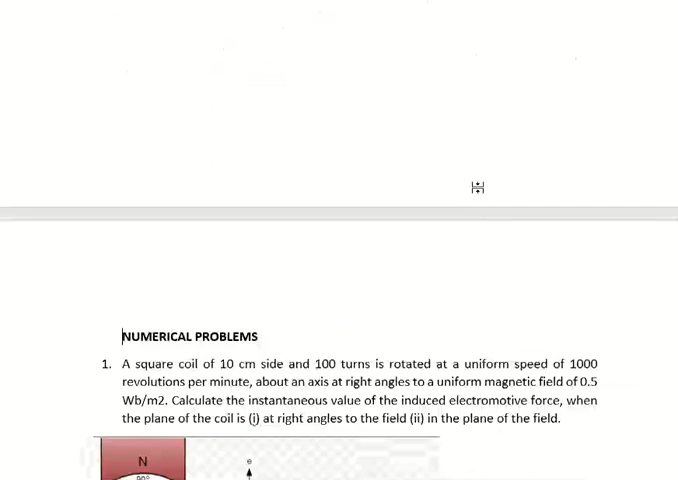 NUMERICAL PROBLEMS
1. A square coil of 10 cm side and 100 turns is rotated at a uniform speed of 1000
revolutions per minute, about an axis at right angles to a uniform magnetic field of 0.5
Wb/m2. Calculate the instantaneous value of the induced electromotive force, when
the plane of the coil is (i) at right angles to the field (ii) in the plane of the field.
N
e
90°